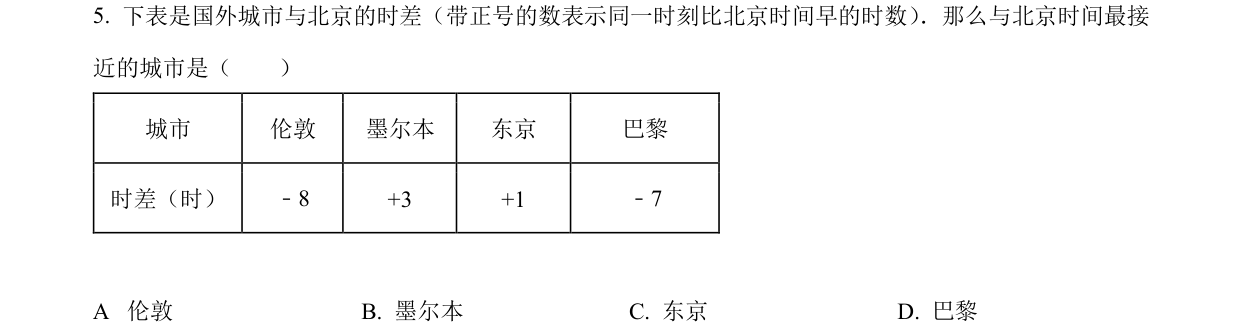 5. 下表是国外城市与北京的时差（带正号的数表示同一时刻比北京时间早的时数）．那么与北京时间最接
近的城市是（　　）
城市 伦敦 墨尔本 东京 巴黎
时差（时） ﹣8 +3 +1 ﹣7
A 伦敦 B. 墨尔本 C. 东京 D. 巴黎